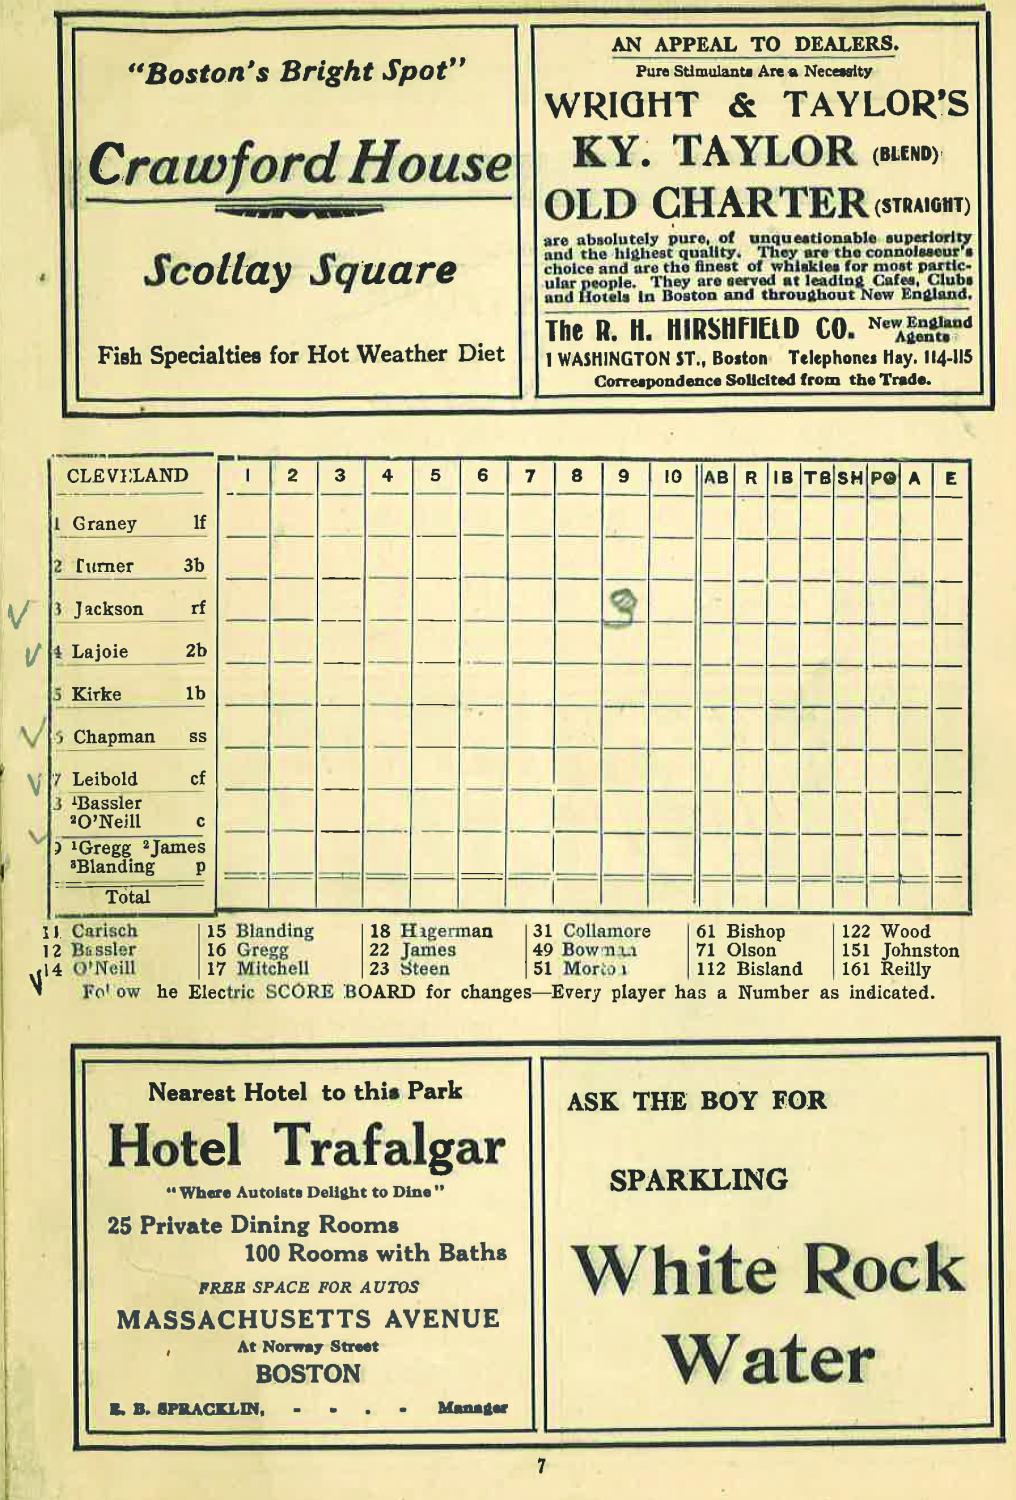 "Boston's Bright Spot"
Crawford House
Scollay Square
Fish Specialties for Hot Weather Diet
AN APPEAL TO DEALERS.
Pure Stimulants Are a Necessity
WRIGHT & TAYLOR'S
KY. TAYLOR (BLEND)
OLD CHARTER (STRAIGHT)
are absolutely pure, of unquestionable superiority
and the highest quality. They are the connoisseur's
choice and are the finest of whiskies for most partic-
ular people. They are served at leading Cafes, Clubs
and Hotels in Boston and throughout New England.
The R. H. HIRSHFIELD CO. New England Agents
1 WASHINGTON ST., Boston Telephones Hay. 114-115
Correspondence Solicited from the Trade.
CLEVELAND 1 2 3 4 5 6 7 8 9 10 AB R IB TB SH PO A E
1 Graney lf
2 Turner 3b
3 Jackson rf
4 Lajoie 2b
5 Kirke 1b
6 Chapman ss
7 Leibold cf
8 ¹Bassler
²O'Neill c
9 ¹Gregg ²James
³Blanding p
Total
11 Carisch 15 Blanding 18 Hagerman 31 Collamore 61 Bishop 122 Wood
12 Bassler 16 Gregg 22 James 49 Bowman 71 Olson 151 Johnston
14 O'Neill 17 Mitchell 23 Steen 51 Morton 112 Bisland 161 Reilly
Follow he Electric SCORE BOARD for changes—Every player has a Number as indicated.
Nearest Hotel to this Park
Hotel Trafalgar
"Where Autoists Delight to Dine"
25 Private Dining Rooms
100 Rooms with Baths
FREE SPACE FOR AUTOS
MASSACHUSETTS AVENUE
At Norway Street
BOSTON
E. B. SPRACKLIN, - - . - Manager
ASK THE BOY FOR
SPARKLING
White Rock
Water
7